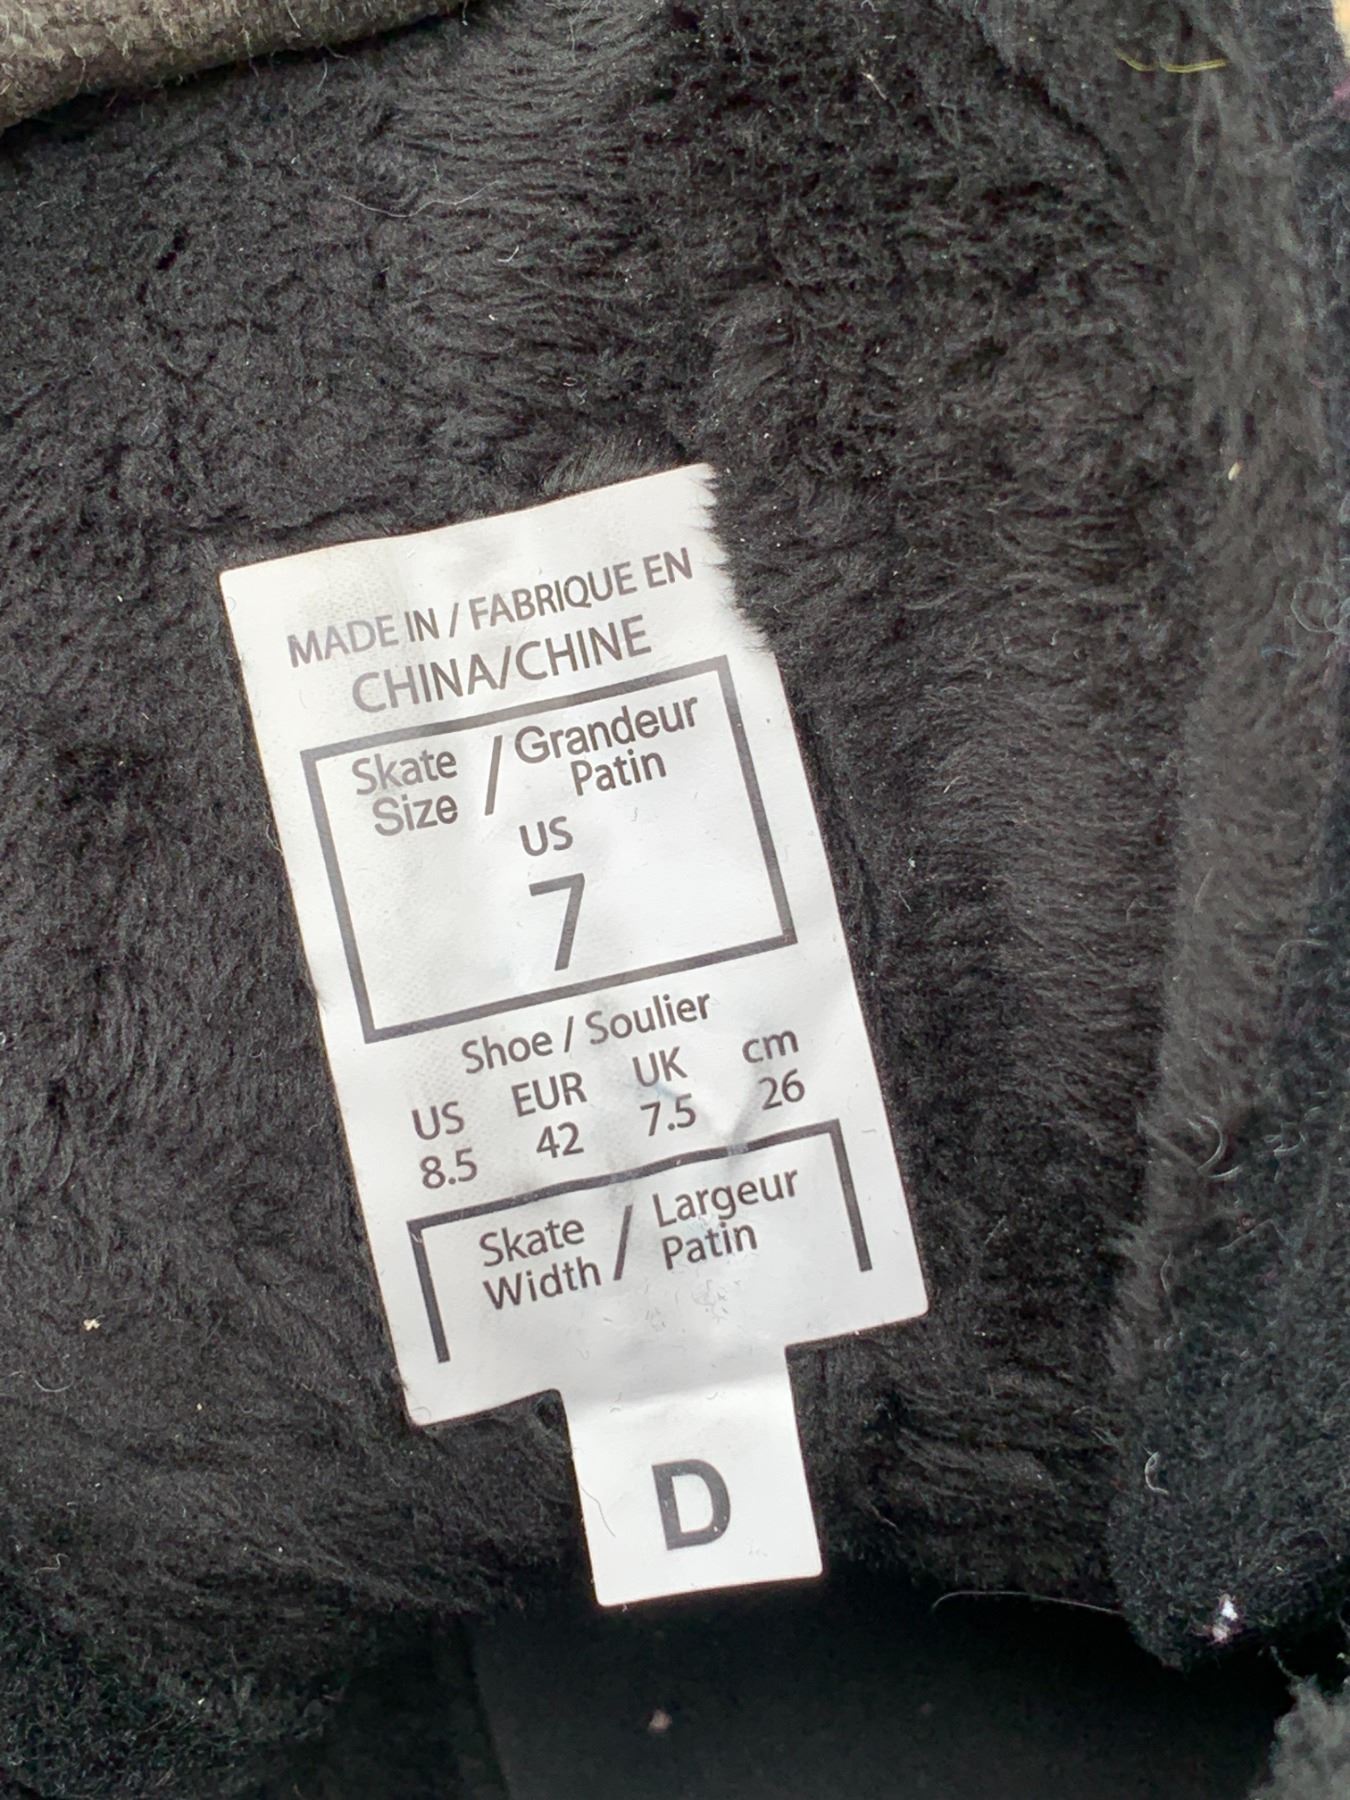 MADE IN / FABRIQUE EN
CHINA/CHINE
Skate Size / Grandeur Patin
US
7
Shoe / Soulier
US EUR UK cm
8.5 42 7.5 26
Skate Width / Largeur Patin
D